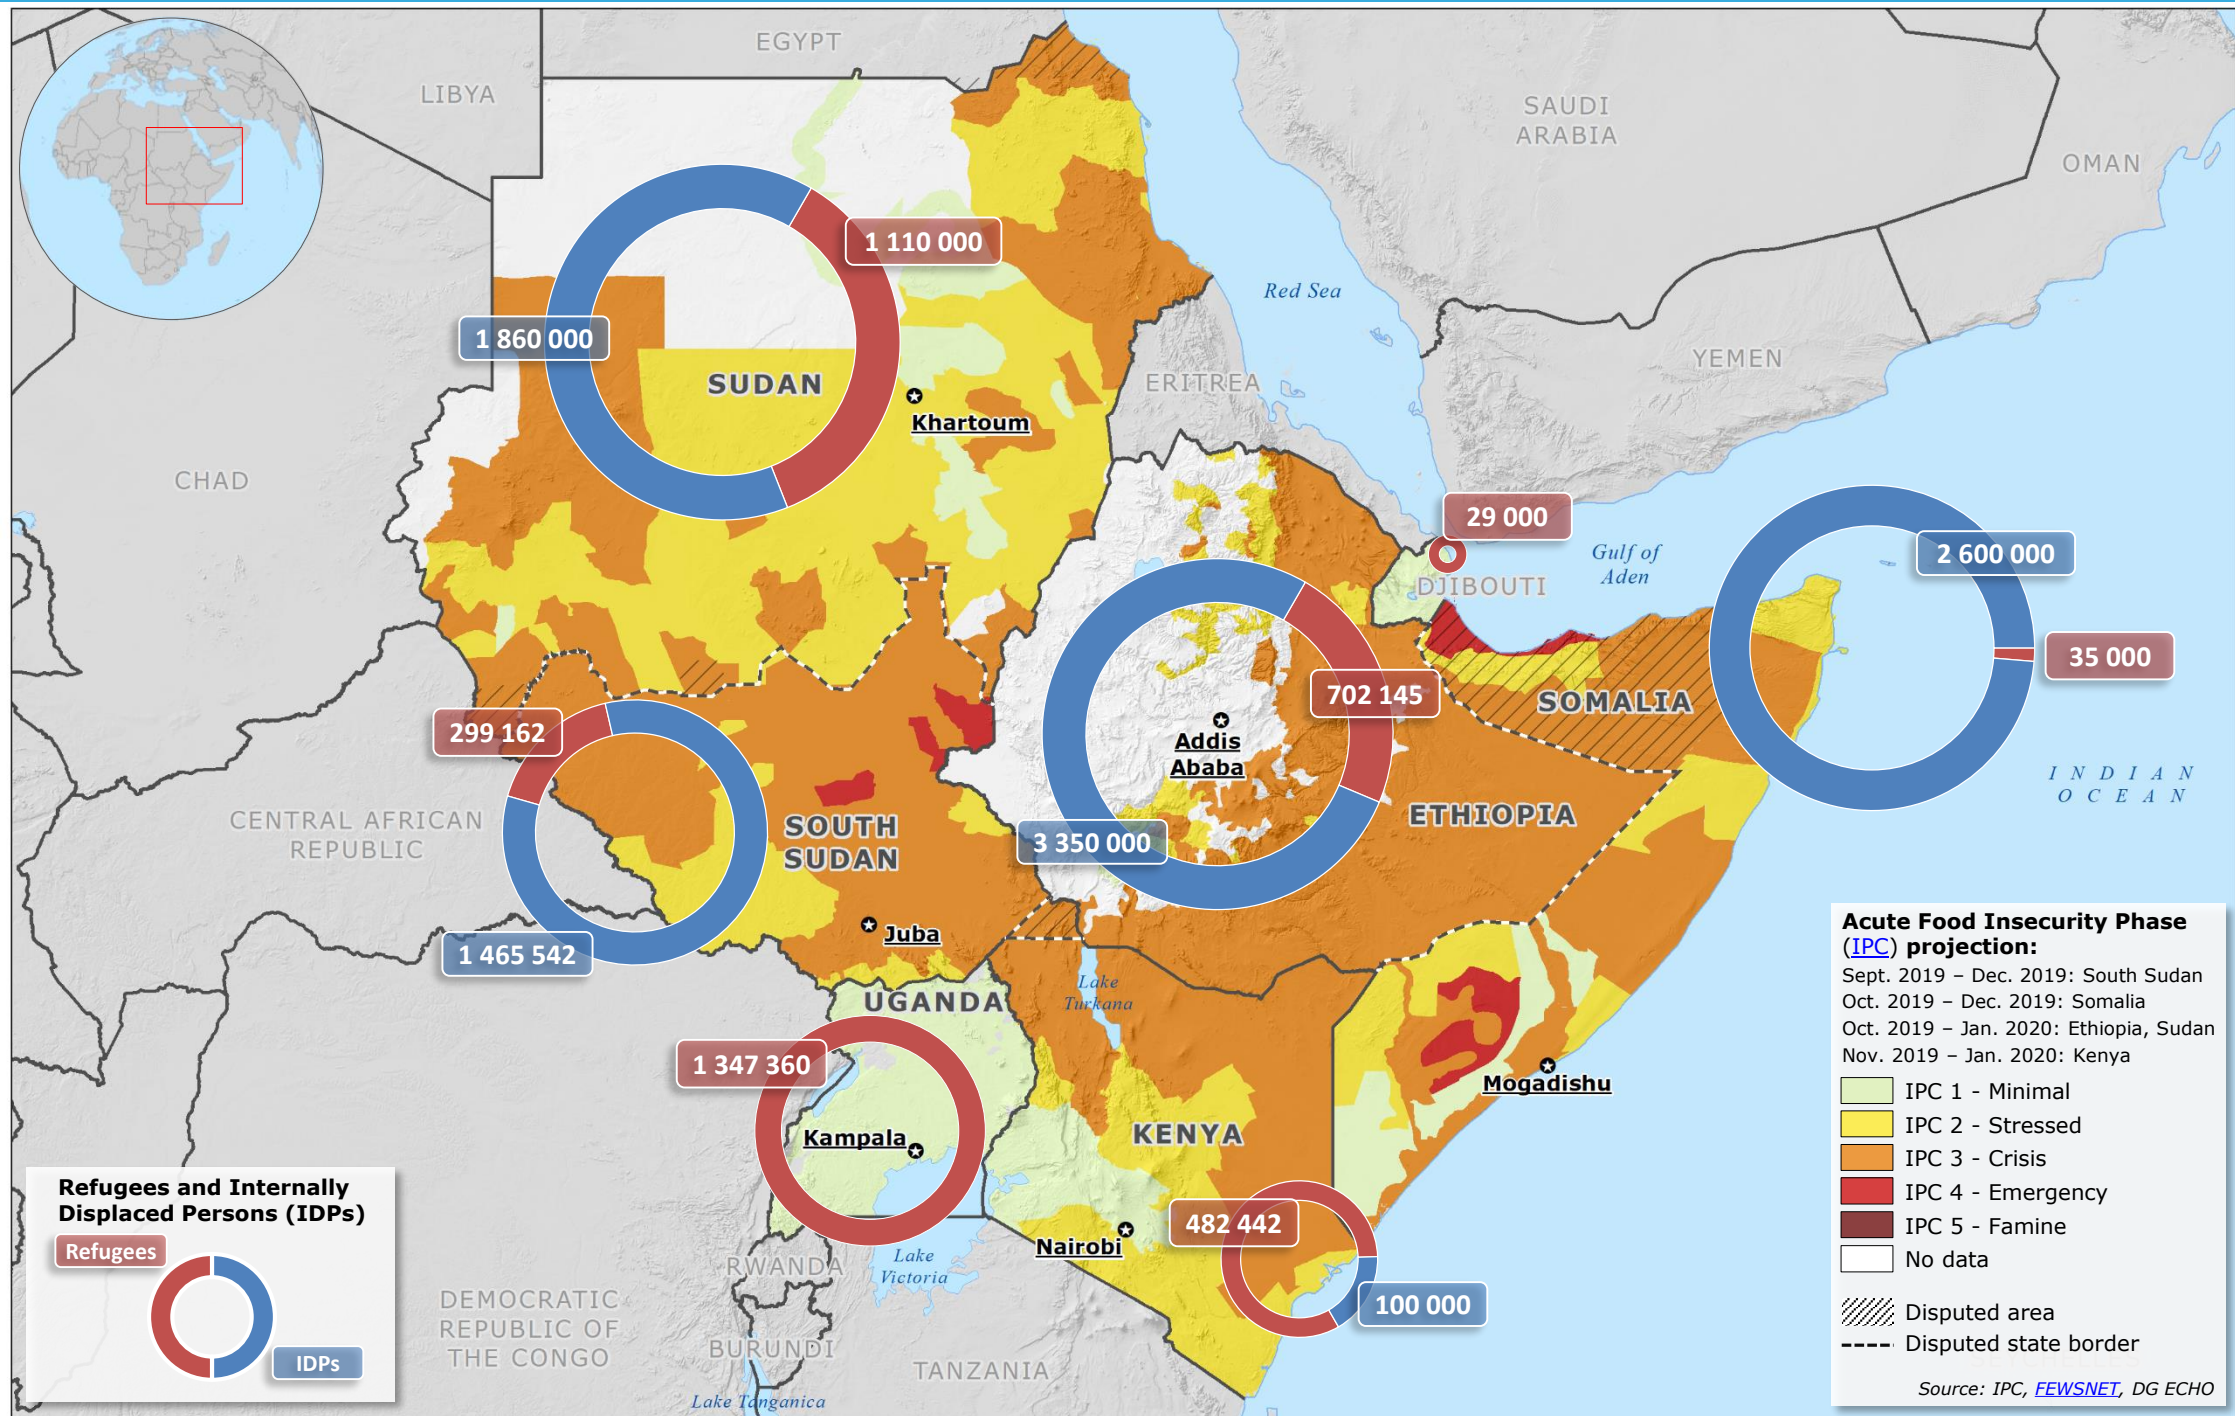 EGYPT
LIBYA
SAUDI
ARABIA
OMAN
1 110 000
Red Sea
1 860 000
YEMEN
SUDAN
ERITREA
Khartoum
CHAD
29 000
Gulf of
Aden
2 600 000
DJIBOUTI
35 000
702 145
SOMALIA
299 162
Addis
Ababa
INDIAN
OCEAN
ETHIOPIA
CENTRAL AFRICAN
REPUBLIC
SOUTH
SUDAN
3 350 000
Juba
1 465 542
Lake
Turkana
UGANDA
1 347 360
Mogadishu
Kampala
KENYA
482 442
Nairobi
100 000
RWANDA
Lake
Victoria
DEMOCRATIC
REPUBLIC OF
THE CONGO
BURUNDI
TANZANIA
Lake Tanganica
Refugees and Internally
Displaced Persons (IDPs)
Refugees
IDPs
Acute Food Insecurity Phase
(IPC) projection:
Sept. 2019 – Dec. 2019: South Sudan
Oct. 2019 – Dec. 2019: Somalia
Oct. 2019 – Jan. 2020: Ethiopia, Sudan
Nov. 2019 – Jan. 2020: Kenya
IPC 1 - Minimal
IPC 2 - Stressed
IPC 3 - Crisis
IPC 4 - Emergency
IPC 5 - Famine
No data
Disputed area
Disputed state border
SEYCHELLES
Source: IPC, FEWSNET, DG ECHO